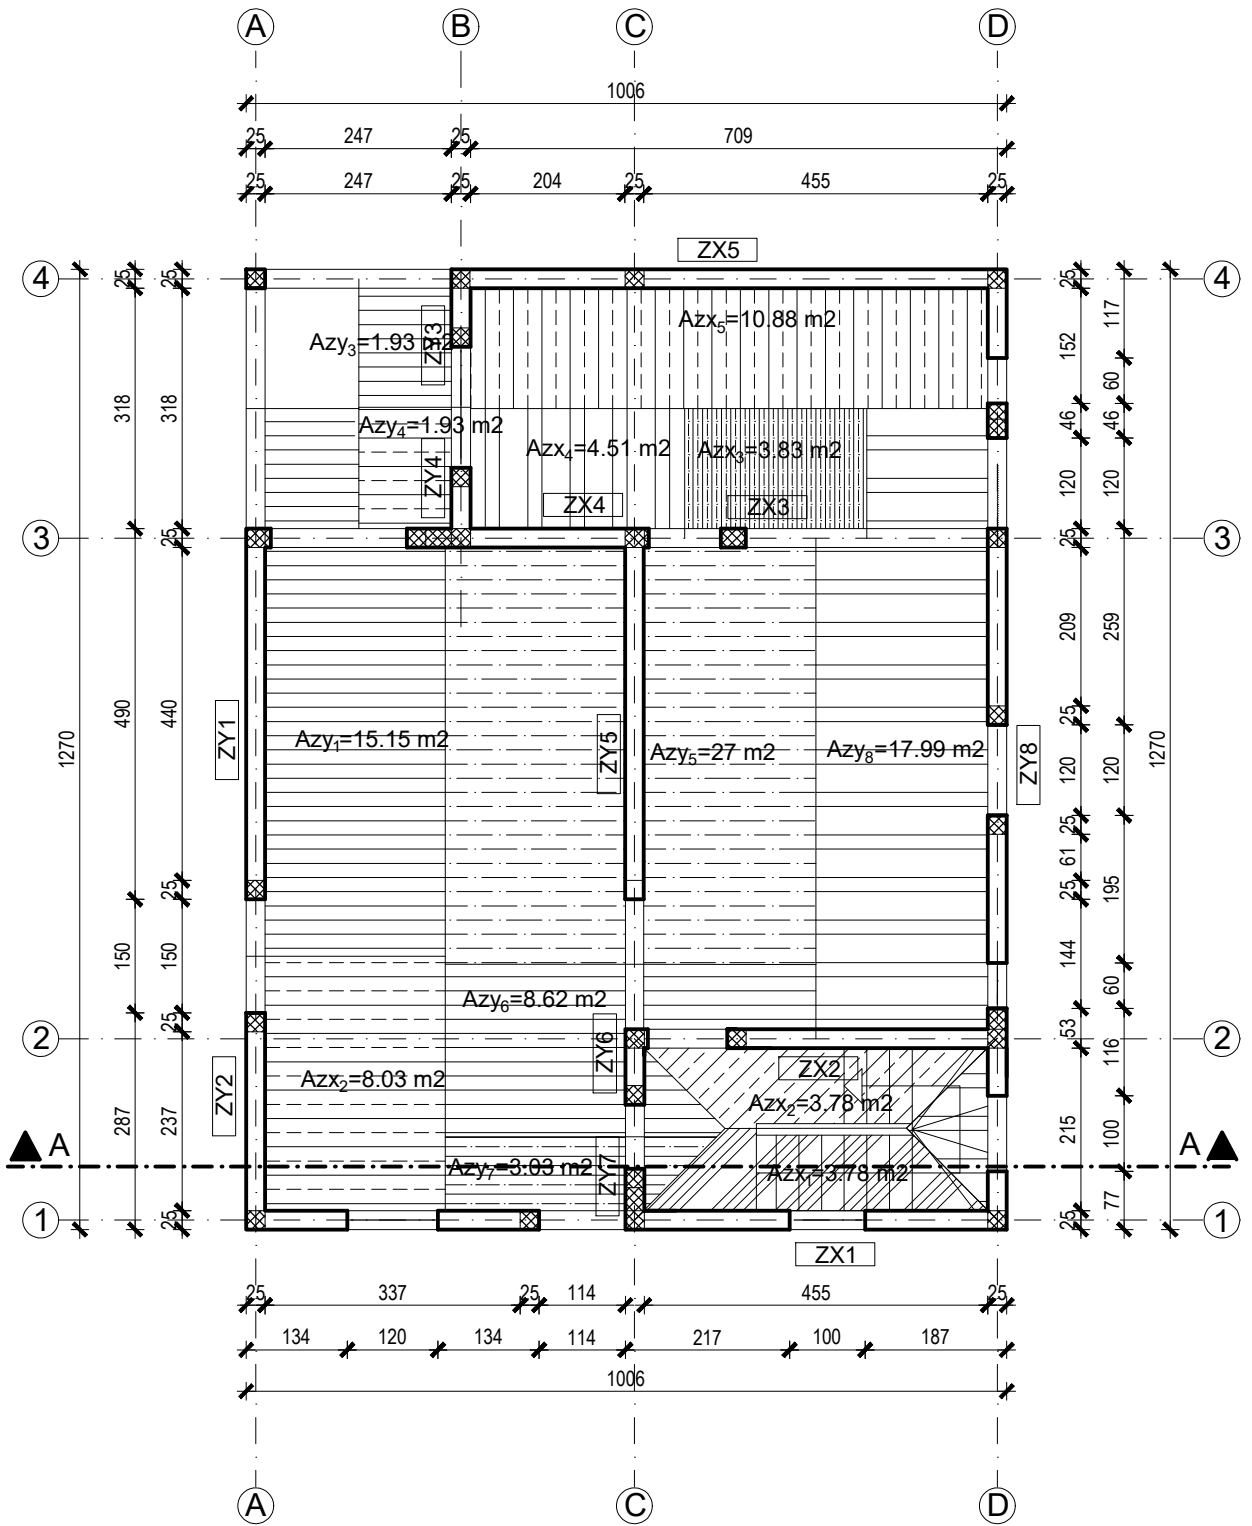 A B C D
1006
25 247 25 709
25 247 25 204 25 455 25
ZX5
4 4
25 25 25
117
Azx5=10.88 m2
Azy3=1.93 m2
ZY3
152
60
318 318
Azy4=1.93 m2
46 46
Azx4=4.51 m2
Azx3=3.83 m2
ZY4
120 120
ZX4
ZX3
3 3
25 25
209 259
490 440
25
ZY1
Azy1=15.15 m2
ZY5
Azy5=27 m2
Azy8=17.99 m2
ZY8
1270 1270
120 120
25
61
25 25
195
150 150
144
60
Azy6=8.62 m2
25
2 2
53
116
ZY6
ZX2
ZY2
Azx2=8.03 m2
Azx2=3.78 m2
287 237
215
100
A A
Azy7=3.03 m2
ZY7
Azx1=3.78 m2
77
1 1
25 25
ZX1
25 337 25 114 455 25
134 120 134 114 217 100 187
1006
A C D